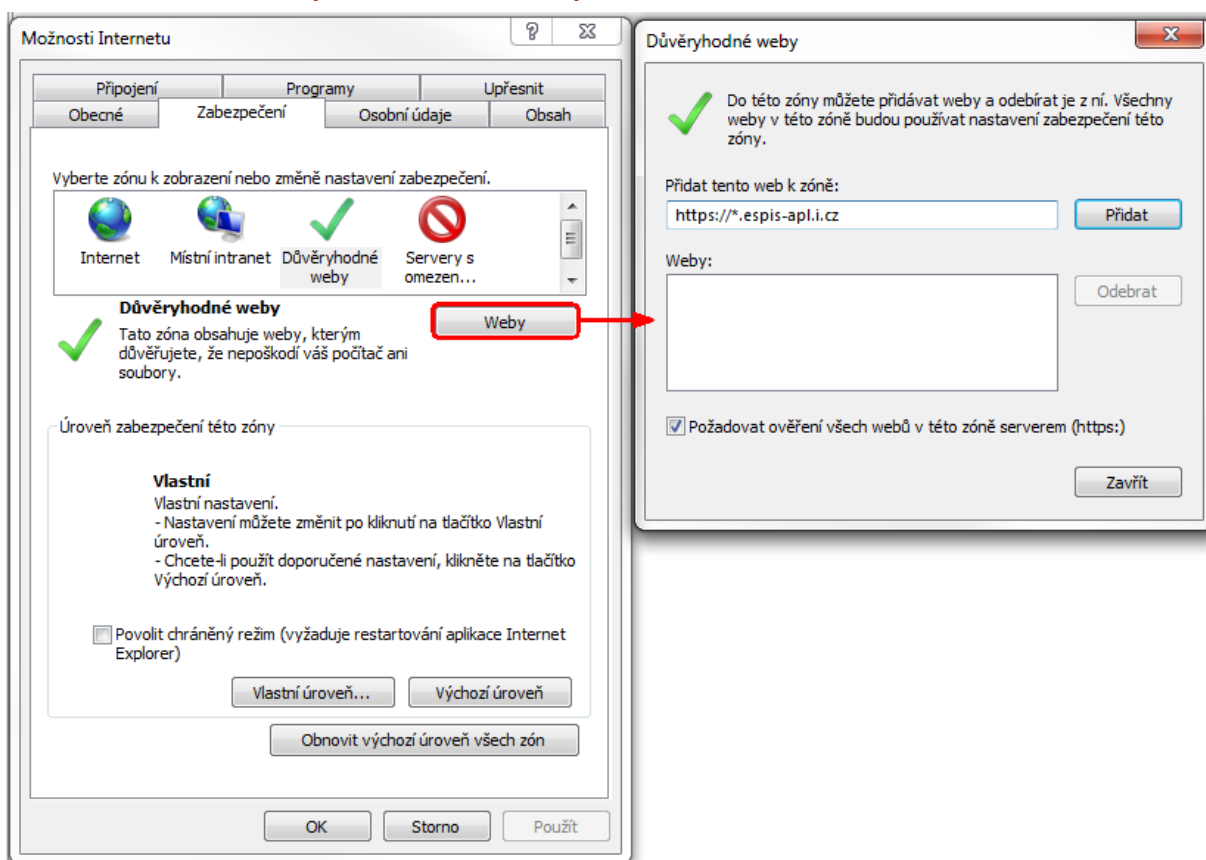 Možnosti Internetu
Připojení
Programy
Upřesnit
Obecné
Zabezpečení
Osobní údaje
Obsah
Vyberte zónu k zobrazení nebo změně nastavení zabezpečení.
Internet
Místní intranet
Důvěryhodné
weby
Servery s
omezen...
Důvěryhodné weby
Tato zóna obsahuje weby, kterým
důvěřujete, že nepoškodí váš počítač ani
soubory.
Weby
Úroveň zabezpečení této zóny
Vlastní
Vlastní nastavení.
- Nastavení můžete změnit po kliknutí na tlačítko Vlastní
úroveň.
- Chcete-li použít doporučené nastavení, klikněte na tlačítko
Výchozí úroveň.
Povolit chráněný režim (vyžaduje restartování aplikace Internet
Explorer)
Vlastní úroveň...
Výchozí úroveň
Obnovit výchozí úroveň všech zón
OK
Storno
Použít
Důvěryhodné weby
Do této zóny můžete přidávat weby a odebírat je z ní. Všechny
weby v této zóně budou používat nastavení zabezpečení této
zóny.
Přidat tento web k zóně:
https://*.espis-apl.i.cz
Přidat
Weby:
Odebrat
Požadovat ověření všech webů v této zóně serverem (https:)
Zavřít